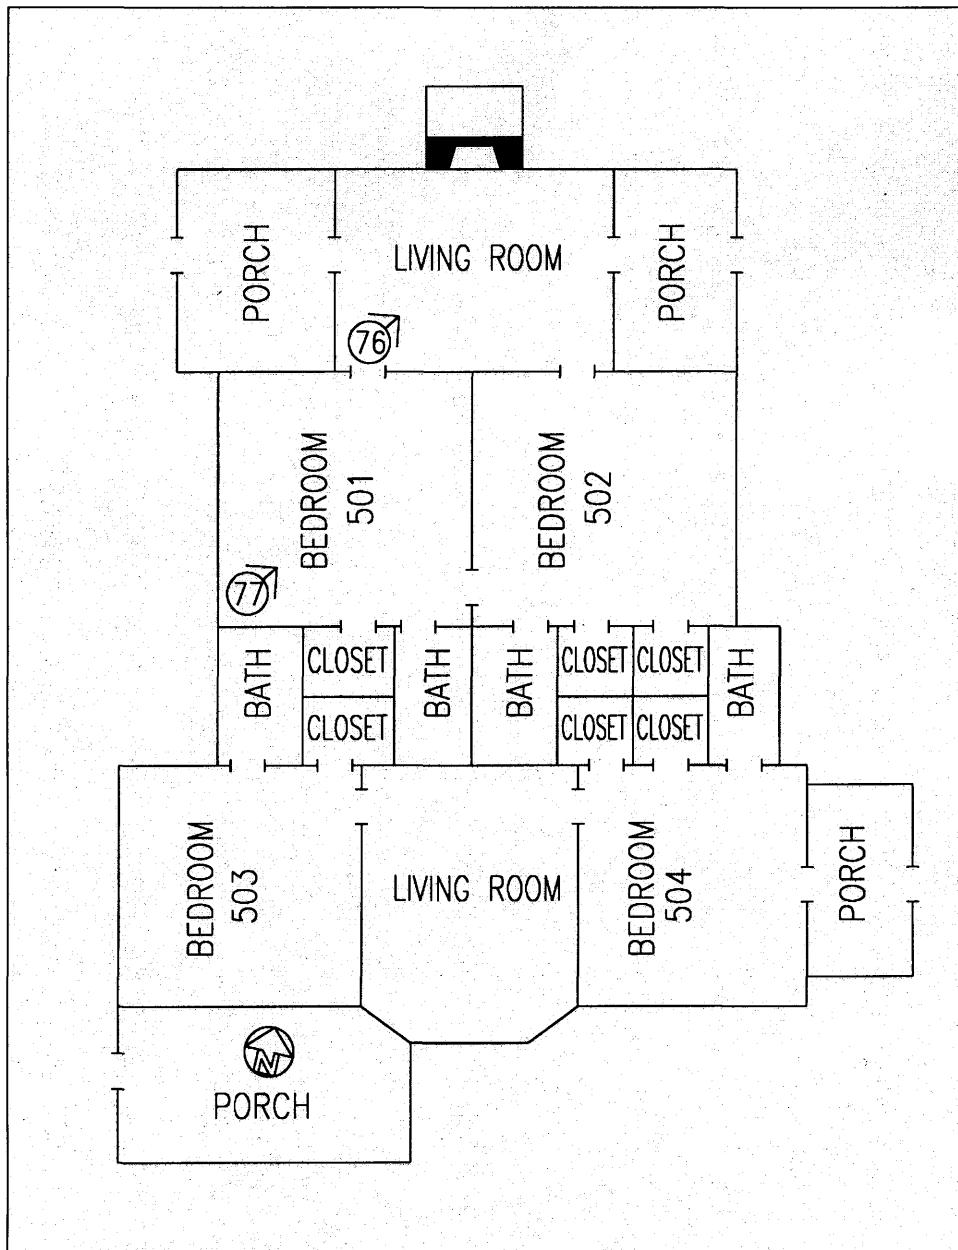 PORCH
LIVING ROOM
PORCH
76
BEDROOM
501
BEDROOM
502
77
BATH
CLOSET
CLOSET
BATH
BATH
CLOSET
CLOSET
CLOSET
CLOSET
BATH
BEDROOM
503
LIVING ROOM
BEDROOM
504
PORCH
N
PORCH